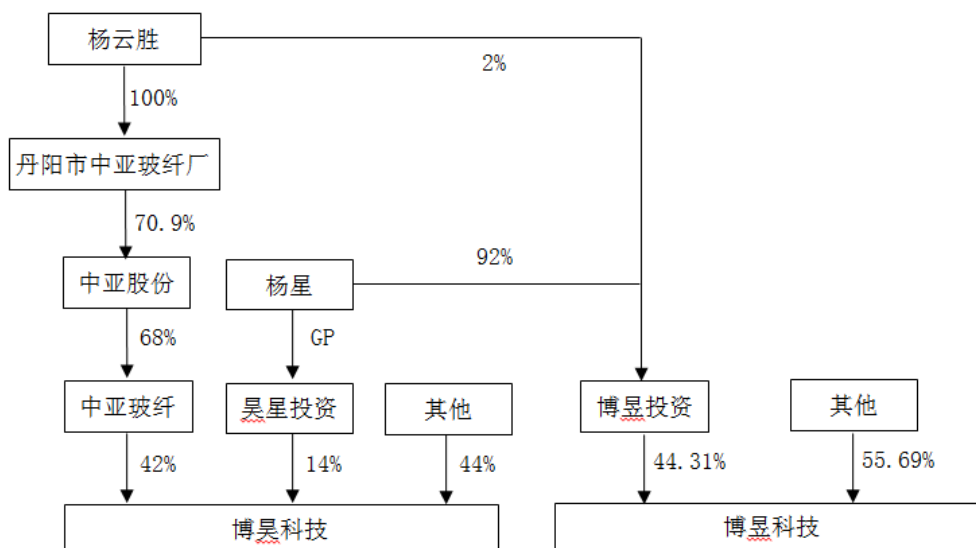 杨云胜
2%
100%
丹阳市中亚玻纤厂
70.9%
92%
中亚股份
杨星
68%
GP
中亚玻纤
昊星投资
其他
博昱投资
其他
42%
14%
44%
44.31%
55.69%
博昊科技
博昱科技